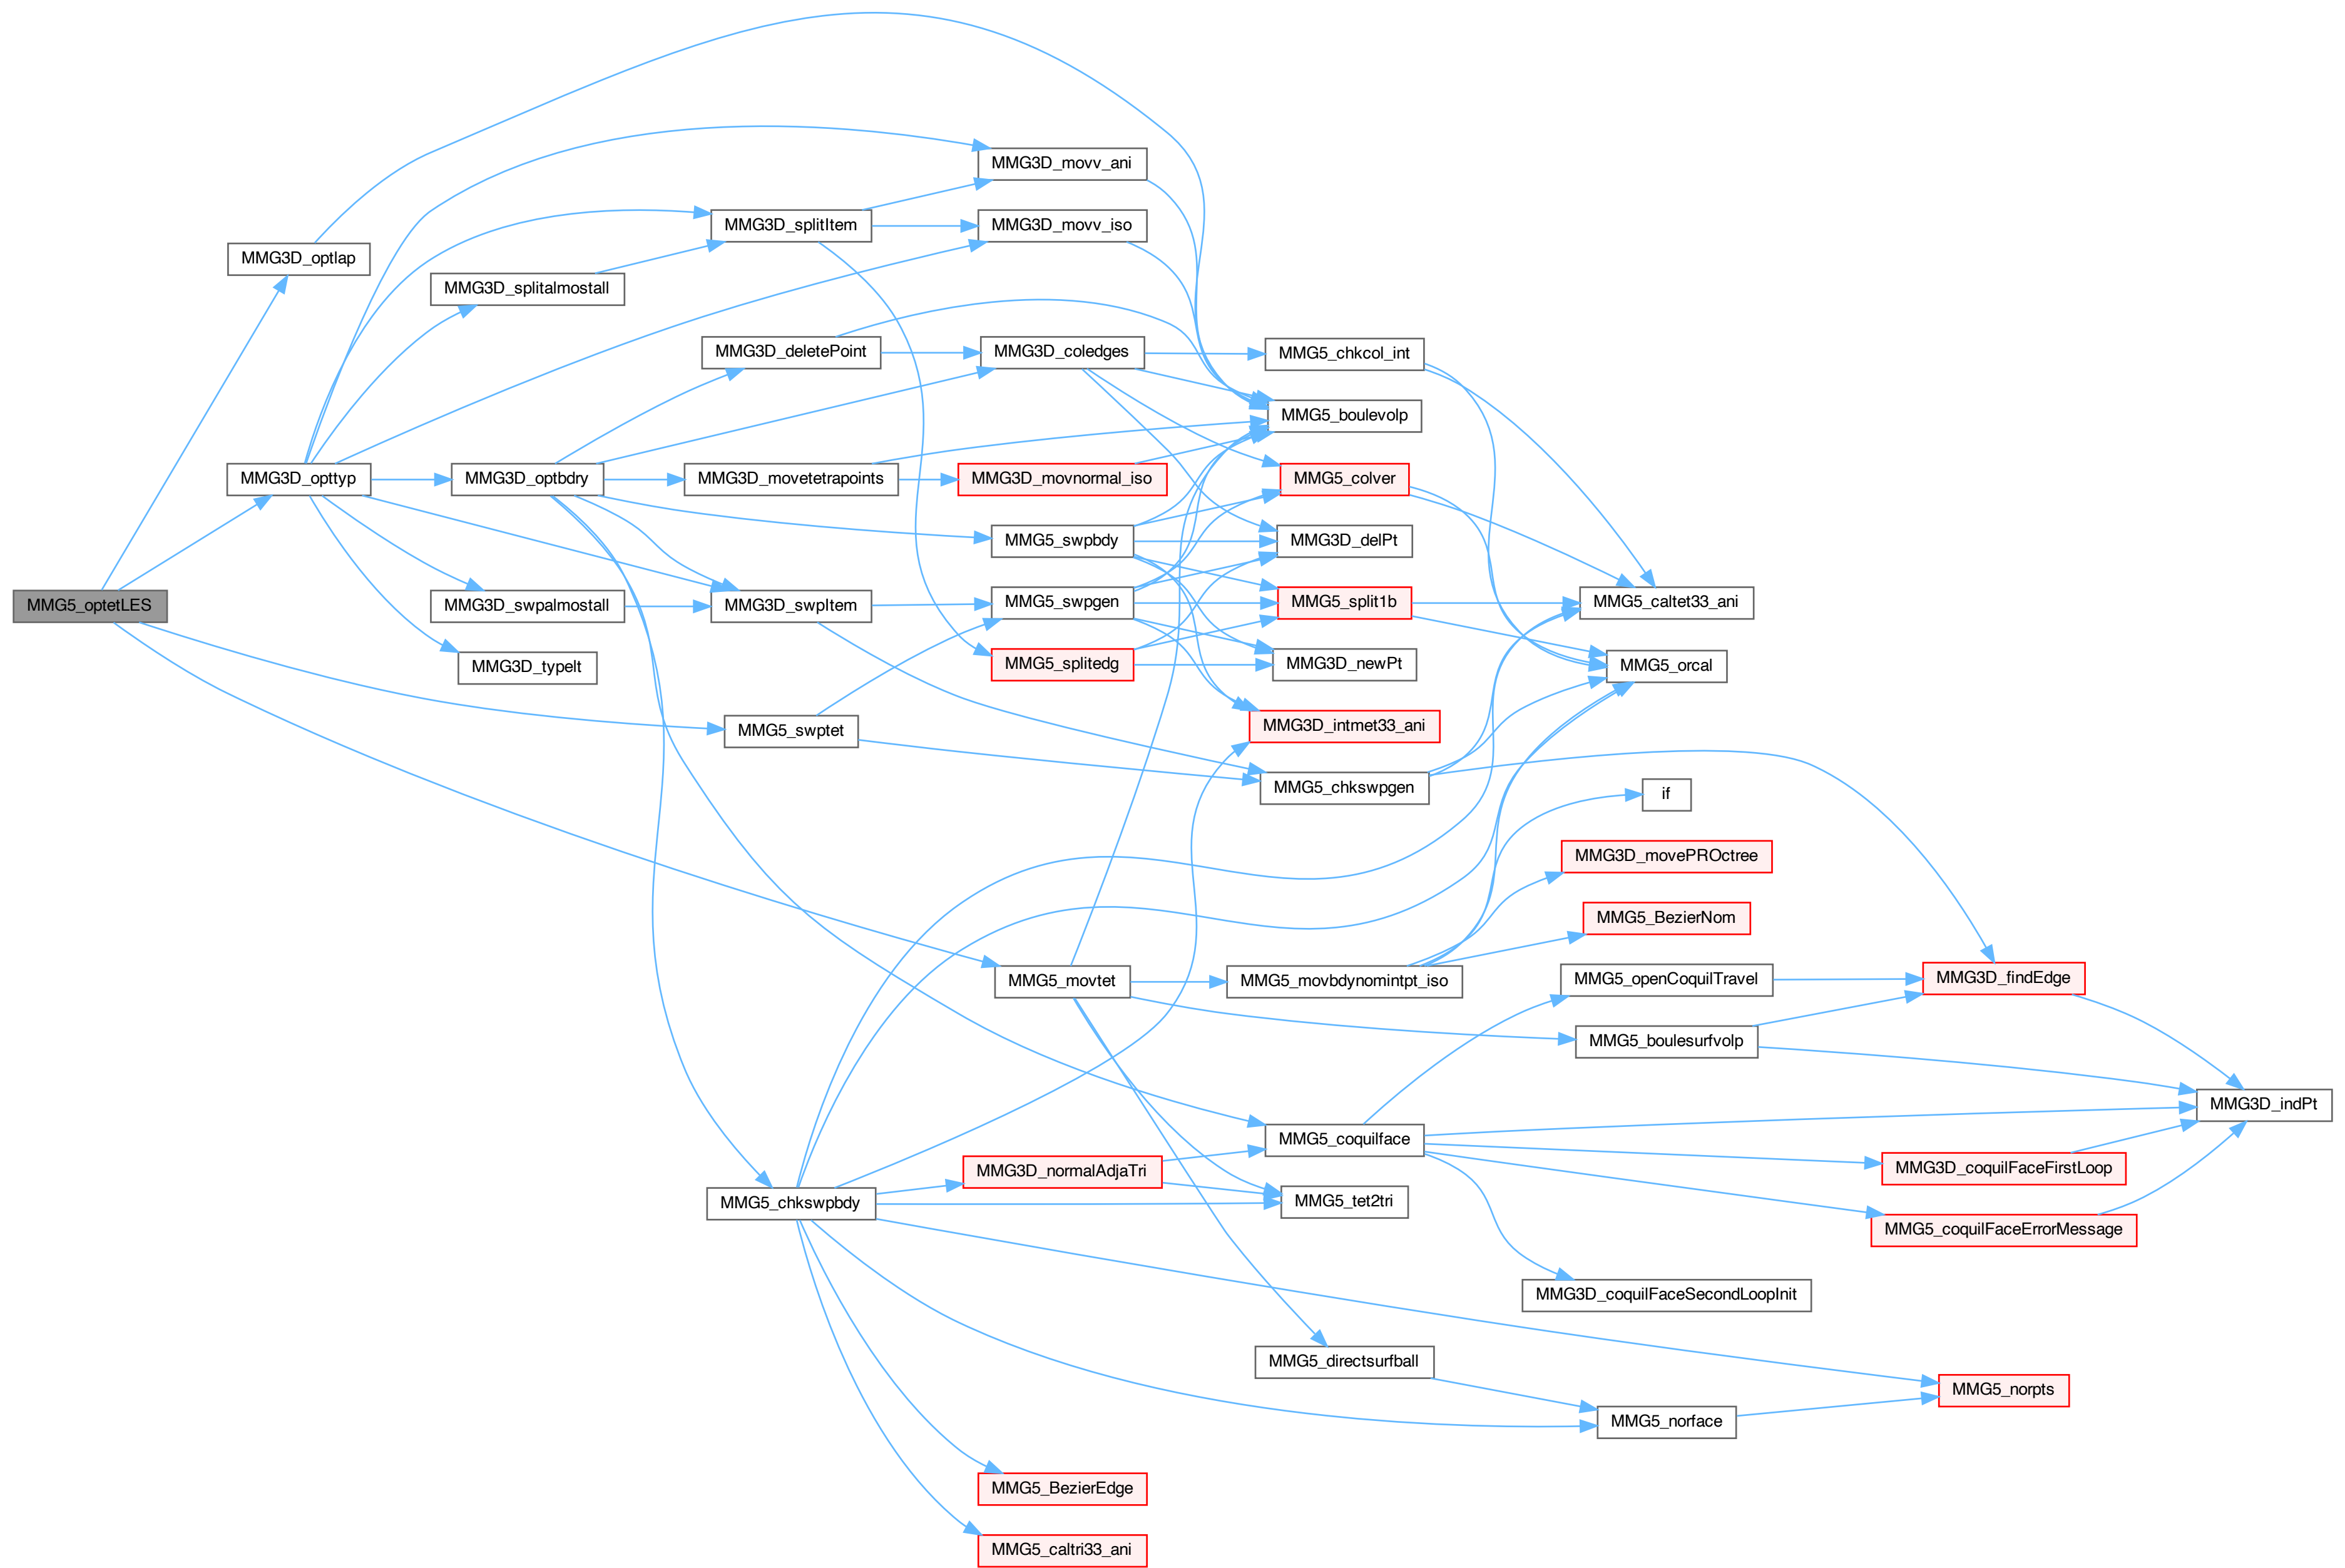 MMG3D_movv_ani
MMG3D_splitItem
MMG3D_movv_iso
MMG3D_optlap
MMG3D_splitalmostall
MMG3D_deletePoint
MMG3D_coledges
MMG5_chkcol_int
MMG5_boulevolp
MMG3D_opttyp
MMG3D_optbdry
MMG3D_movetetrapoints
MMG3D_movnormal_iso
MMG5_colver
MMG5_swpbdy
MMG3D_delPt
MMG5_optetLES
MMG3D_swpalmostall
MMG3D_swpItem
MMG5_swpgen
MMG5_split1b
MMG5_caltet33_ani
MMG3D_typelt
MMG5_splitedg
MMG3D_newPt
MMG5_orcal
MMG5_swptet
MMG3D_intmet33_ani
MMG5_chkswpgen
if
MMG3D_movePROctree
MMG5_BezierNom
MMG5_movtet
MMG5_movbdynomintpt_iso
MMG5_openCoquilTravel
MMG3D_findEdge
MMG5_boulesurfvolp
MMG3D_indPt
MMG5_coquilface
MMG3D_normalAdjaTri
MMG3D_coquilFaceFirstLoop
MMG5_chkswpbdy
MMG5_tet2tri
MMG5_coquilFaceErrorMessage
MMG3D_coquilFaceSecondLoopInit
MMG5_directsurfball
MMG5_norpts
MMG5_norface
MMG5_BezierEdge
MMG5_caltri33_ani